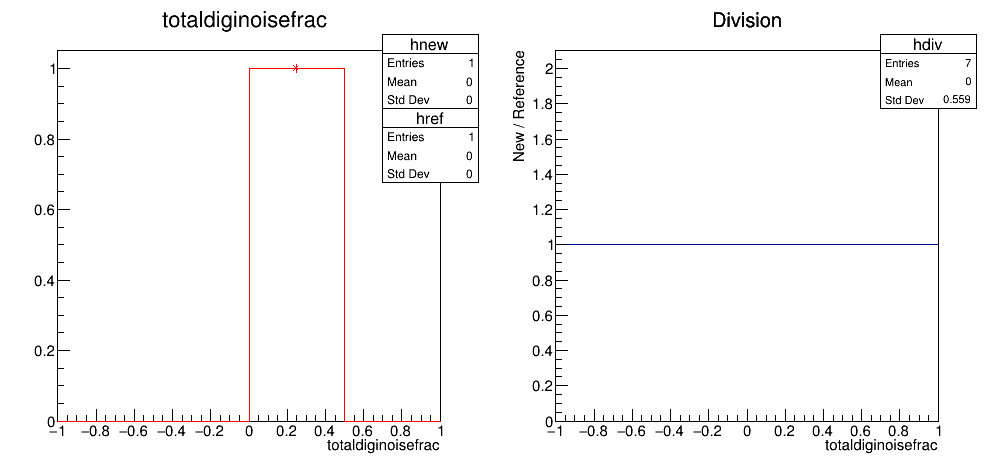 totaldiginoisefrac
hnew
Entries 1
Mean 0
Std Dev 0
href
Entries 1
Mean 0
Std Dev 0
1
0.8
0.6
0.4
0.2
0
−1 −0.8 −0.6 −0.4 −0.2 0 0.2 0.4 0.6 0.8 1
totaldiginoisefrac
Division
hdiv
Entries 7
Mean 0
Std Dev 0.559
New / Reference
2
1.8
1.6
1.4
1.2
1
0.8
0.6
0.4
0.2
0
−1 −0.8 −0.6 −0.4 −0.2 0 0.2 0.4 0.6 0.8 1
totaldiginoisefrac